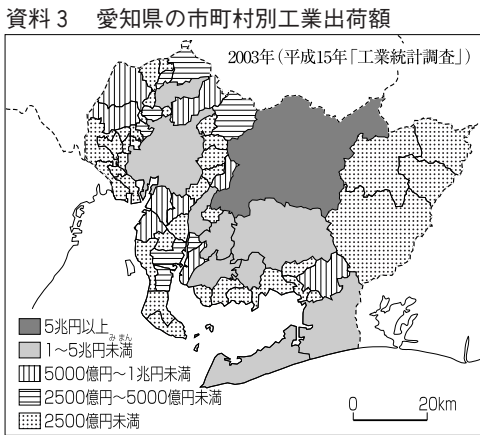 資料3 愛知県の市町村別工業出荷額
2003年(平成15年「工業統計調査」)
5兆円以上
みまん
1～5兆円未満
5000億円～1兆円未満
2500億円～5000億円未満
2500億円未満
0 20km